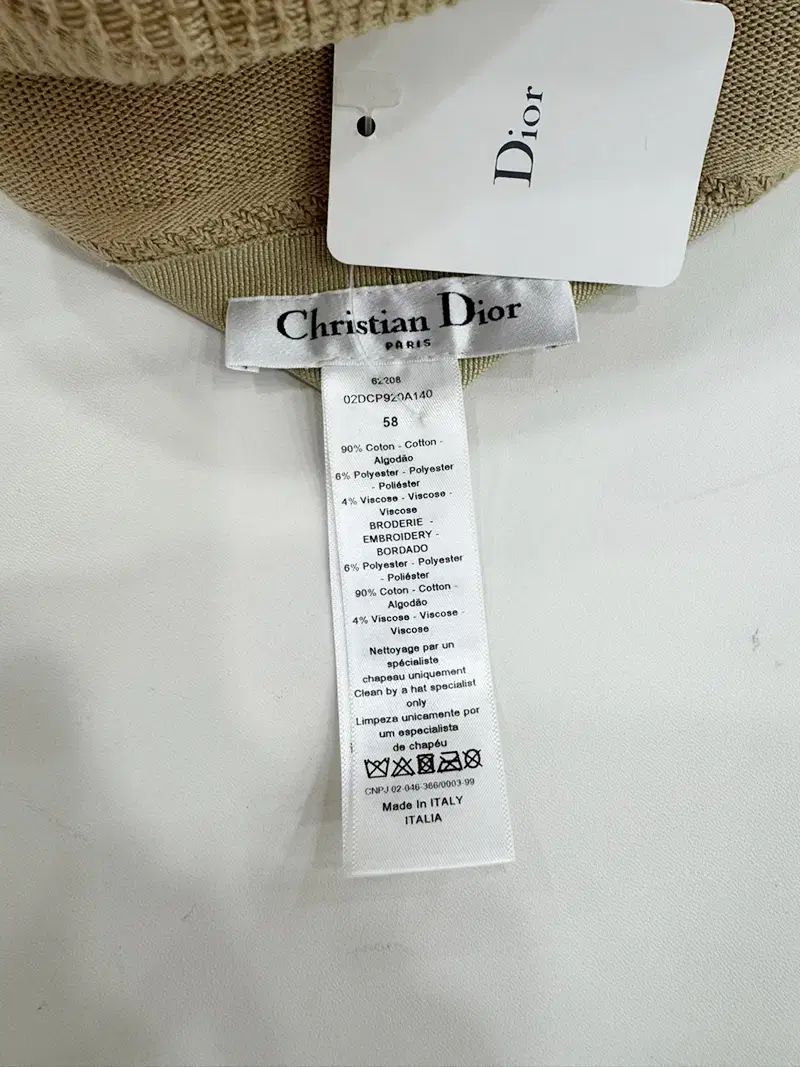 Dior
Christian Dior
PARIS
62208
02DCP920A140
58
90% Coton - Cotton -
Algodão
6% Polyester - Polyester
- Poliéster
4% Viscose - Viscose -
Viscose
BRODERIE -
EMBROIDERY -
BORDADO
6% Polyester - Polyester
- Poliéster
90% Coton - Cotton -
Algodão
4% Viscose - Viscose -
Viscose
Nettoyage par un
spécialiste
chapeau uniquement
Clean by a hat specialist
only
Limpeza unicamente por
um especialista
de chapéu
CNPJ 02-046-366/0003-99
Made In ITALY
ITALIA